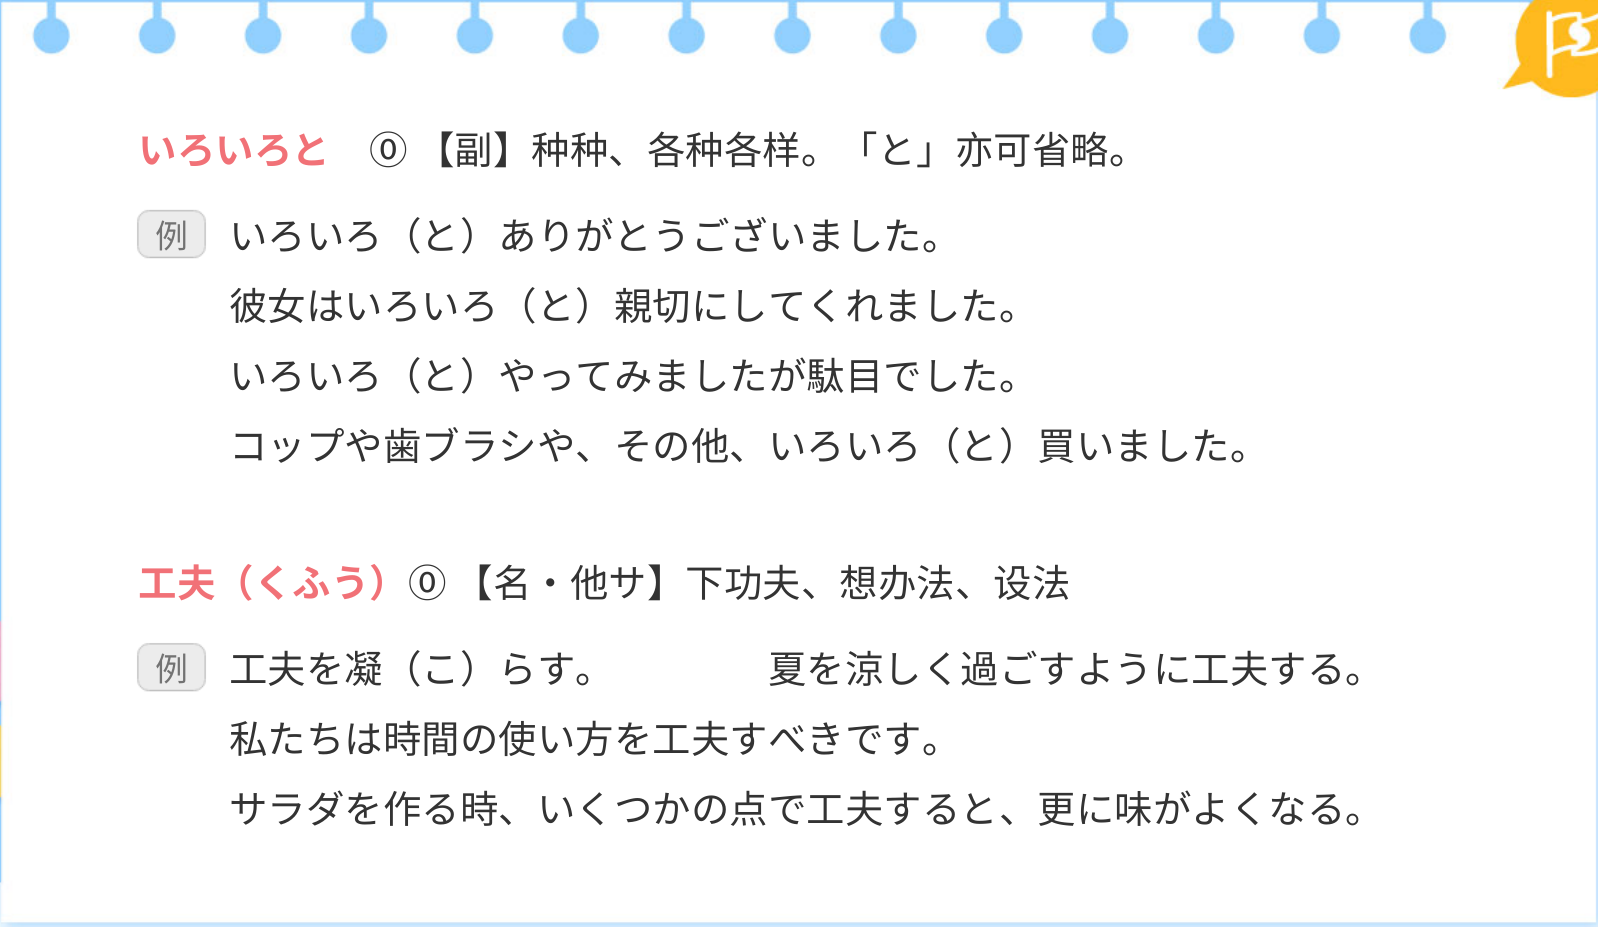 いろいろと ⓪【副】种种、各种各样。「と」亦可省略。
例 いろいろ（と）ありがとうございました。
彼女はいろいろ（と）親切にしてくれました。
いろいろ（と）やってみましたが駄目でした。
コップや歯ブラシや、その他、いろいろ（と）買いました。
工夫（くふう）⓪【名・他サ】下功夫、想办法、设法
例 工夫を凝（こ）らす。 夏を涼しく過ごすように工夫する。
私たちは時間の使い方を工夫すべきです。
サラダを作る時、いくつかの点で工夫すると、更に味がよくなる。